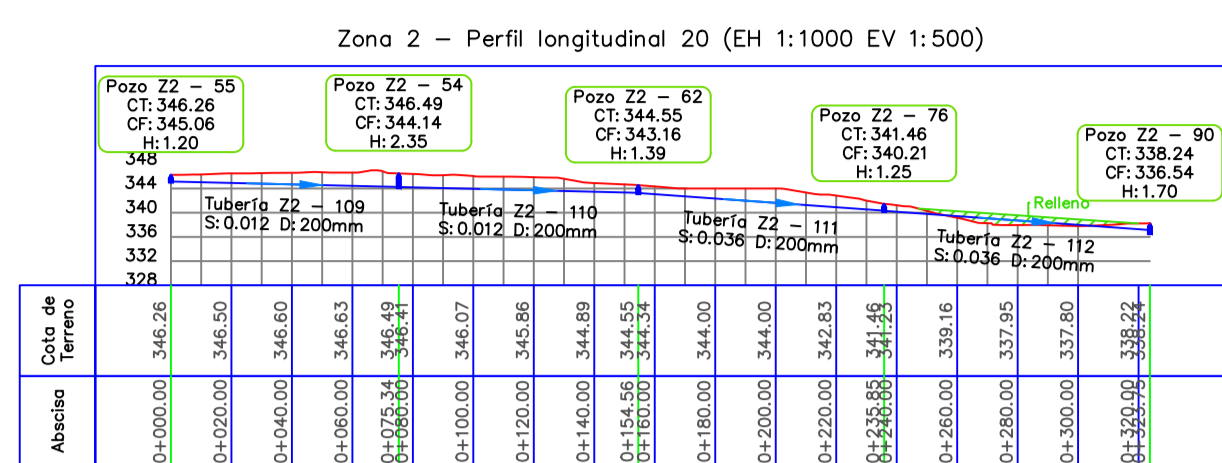 Zona 2 – Perfil longitudinal 20 (EH 1:1000 EV 1:500)
Pozo Z2 – 55
CT: 346.26
CF: 345.06
H: 1.20
Pozo Z2 – 54
CT: 346.49
CF: 344.14
H: 2.35
Pozo Z2 – 62
CT: 344.55
CF: 343.16
H: 1.39
Pozo Z2 – 76
CT: 341.46
CF: 340.21
H: 1.25
Pozo Z2 – 90
CT: 338.24
CF: 336.54
H: 1.70
348
344
340
336
332
328
Tubería Z2 – 109
S: 0.012 D: 200mm
Tubería Z2 – 110
S: 0.012 D: 200mm
Tubería Z2 – 111
S: 0.036 D: 200mm
Relleno
Tubería Z2 – 112
S: 0.036 D: 200mm
Cota de
Terreno
346.26
346.50
346.60
346.63
346.49
346.41
346.07
345.86
344.89
344.55
344.34
344.00
344.00
342.83
341.46
341.23
339.16
337.95
337.80
338.22
338.24
Abscisa
0+000.00
0+020.00
0+040.00
0+060.00
0+075.34
0+080.00
0+100.00
0+120.00
0+140.00
0+154.56
0+160.00
0+180.00
0+200.00
0+220.00
0+235.85
0+240.00
0+260.00
0+280.00
0+300.00
0+320.00
0+323.75